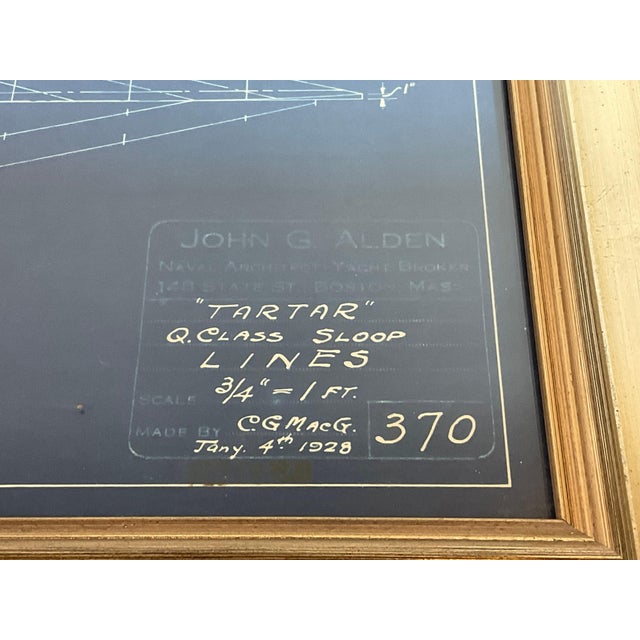 1"
JOHN G. ALDEN
NAVAL ARCHITECT YACHT BROKER
148 STATE ST., BOSTON, MASS.
"TARTAR"
Q. CLASS SLOOP
LINES
SCALE 3/4" = 1 FT.
MADE BY C.G. MACG.
Jany. 4th 1928
370